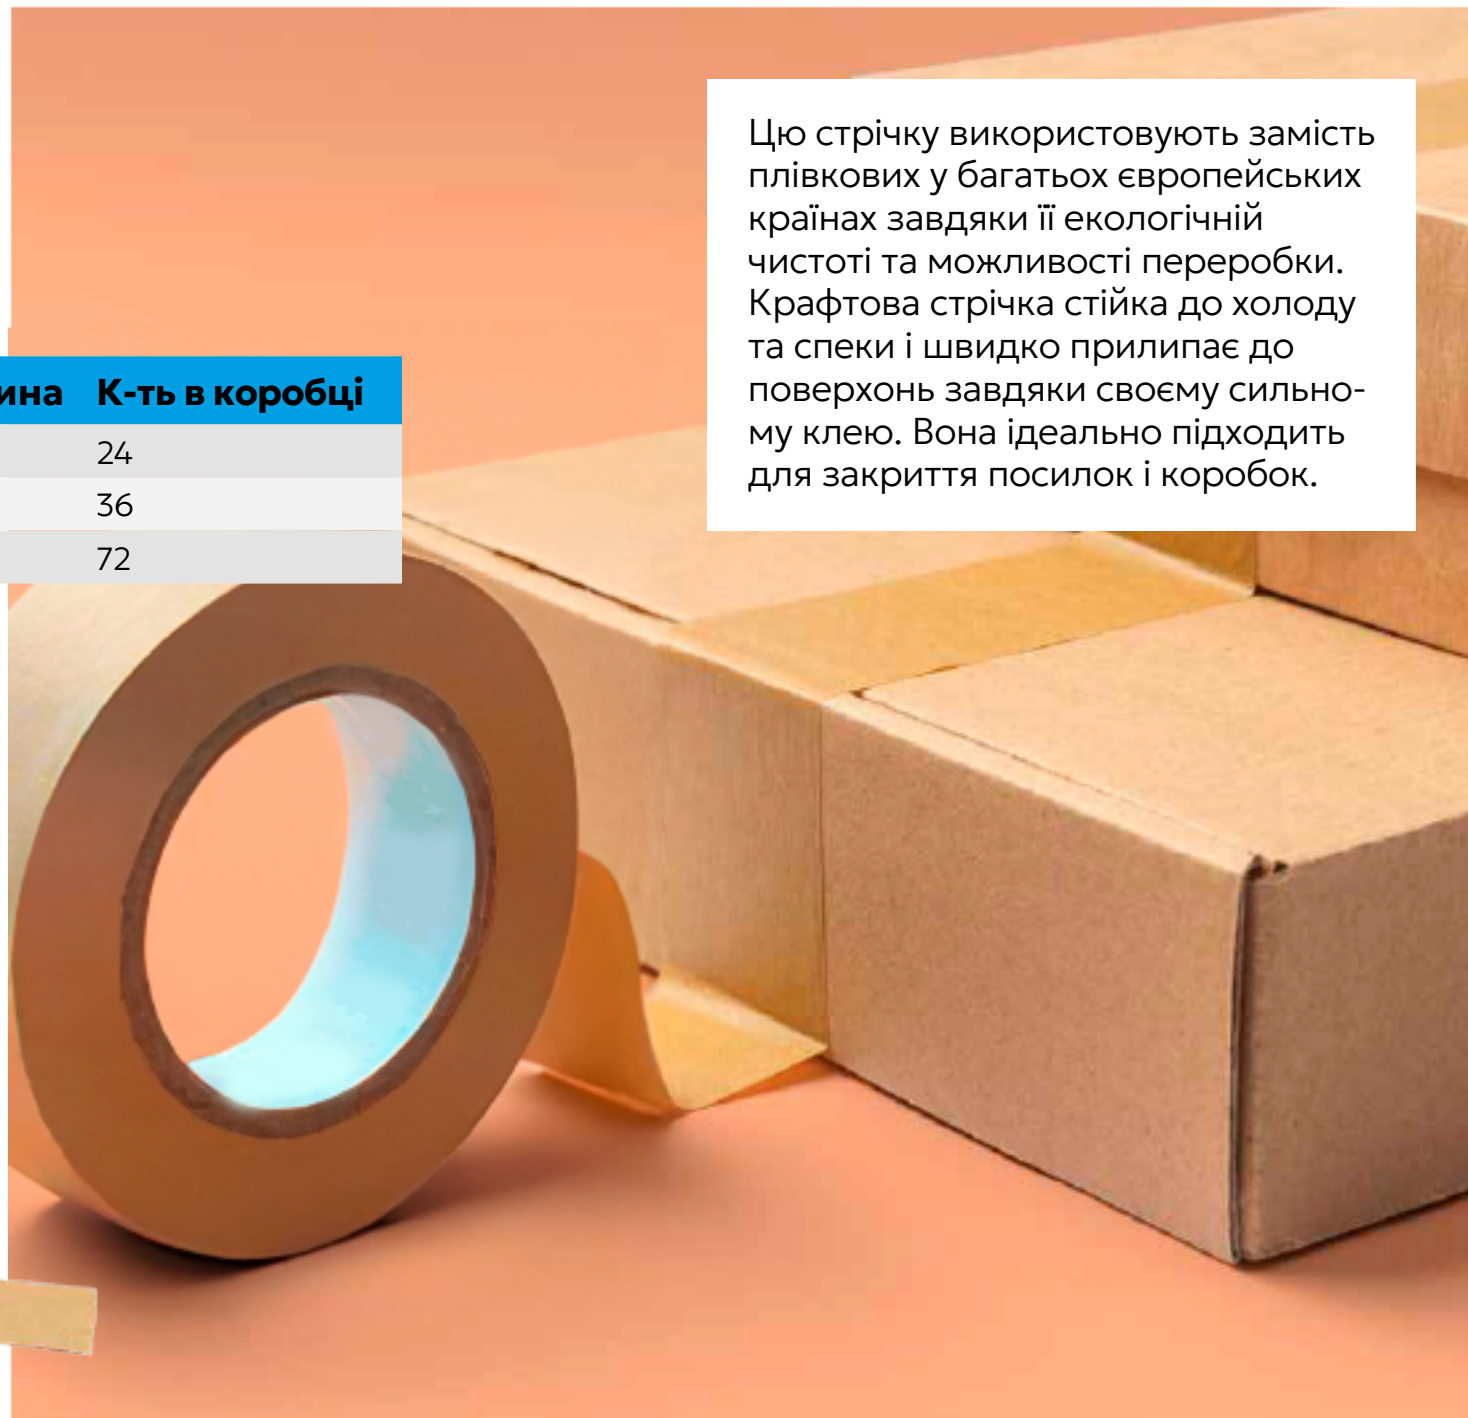 Цю стрічку використовують замість
плівкових у багатьох європейських
країнах завдяки її екологічній
чистоті та можливості переробки.
Крафтова стрічка стійка до холоду
та спеки і швидко прилипає до
поверхонь завдяки своєму сильно-
му клею. Вона ідеально підходить
для закриття посилок і коробок.
ина К-ть в коробці
24
36
72